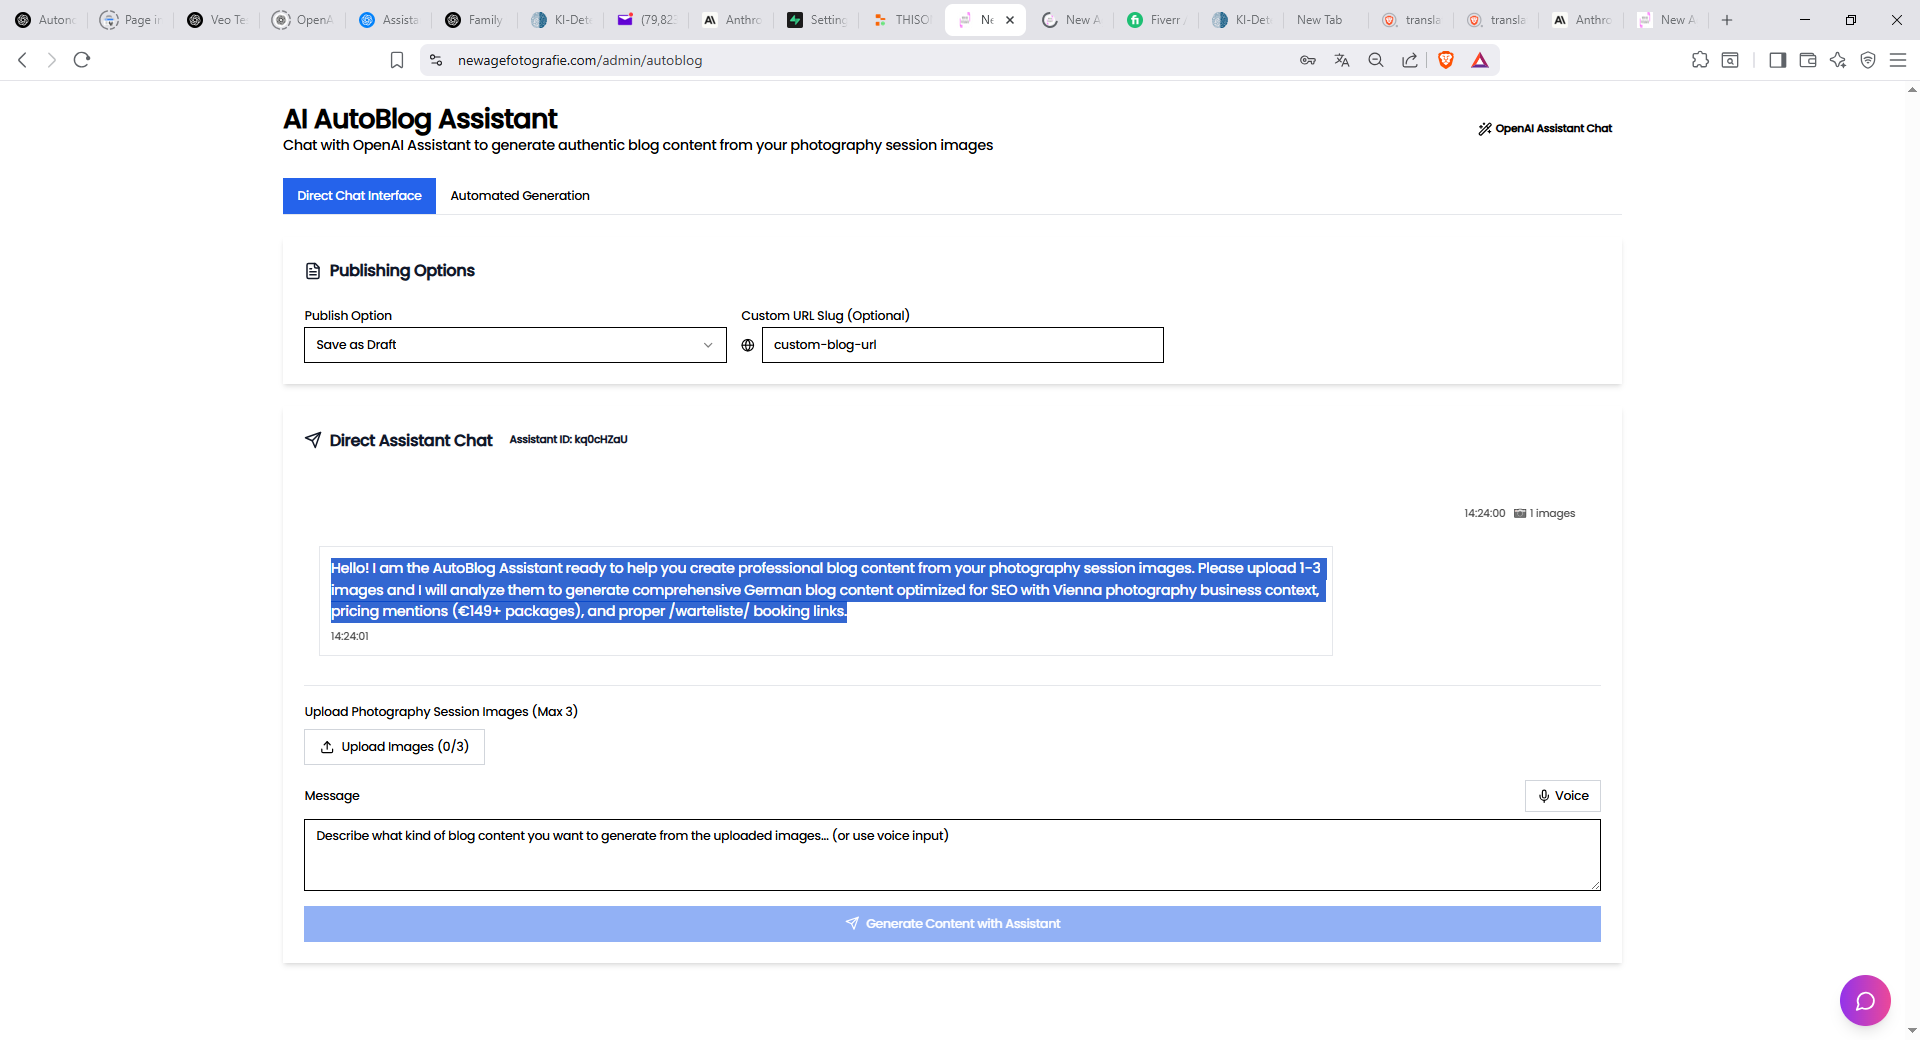 Autono
Page in
Veo Te
OpenA
Assista
Family
KI-Det
(79,823
Anthro
Setting
THISO
Ne
New A
Fiverr
KI-Det
New Tab
transla
transla
Anthro
New A
newagefotografie.com/admin/autoblog
AI AutoBlog Assistant
OpenAI Assistant Chat
Chat with OpenAI Assistant to generate authentic blog content from your photography session images
Direct Chat Interface
Automated Generation
Publishing Options
Publish Option
Custom URL Slug (Optional)
Save as Draft
custom-blog-url
Direct Assistant Chat
Assistant ID: kq0cHZaU
14:24:00 1 images
Hello! I am the AutoBlog Assistant ready to help you create professional blog content from your photography session images. Please upload 1-3
images and I will analyze them to generate comprehensive German blog content optimized for SEO with Vienna photography business context,
pricing mentions (€149+ packages), and proper /warteliste/ booking links.
14:24:01
Upload Photography Session Images (Max 3)
Upload Images (0/3)
Message
Voice
Describe what kind of blog content you want to generate from the uploaded images... (or use voice input)
Generate Content with Assistant